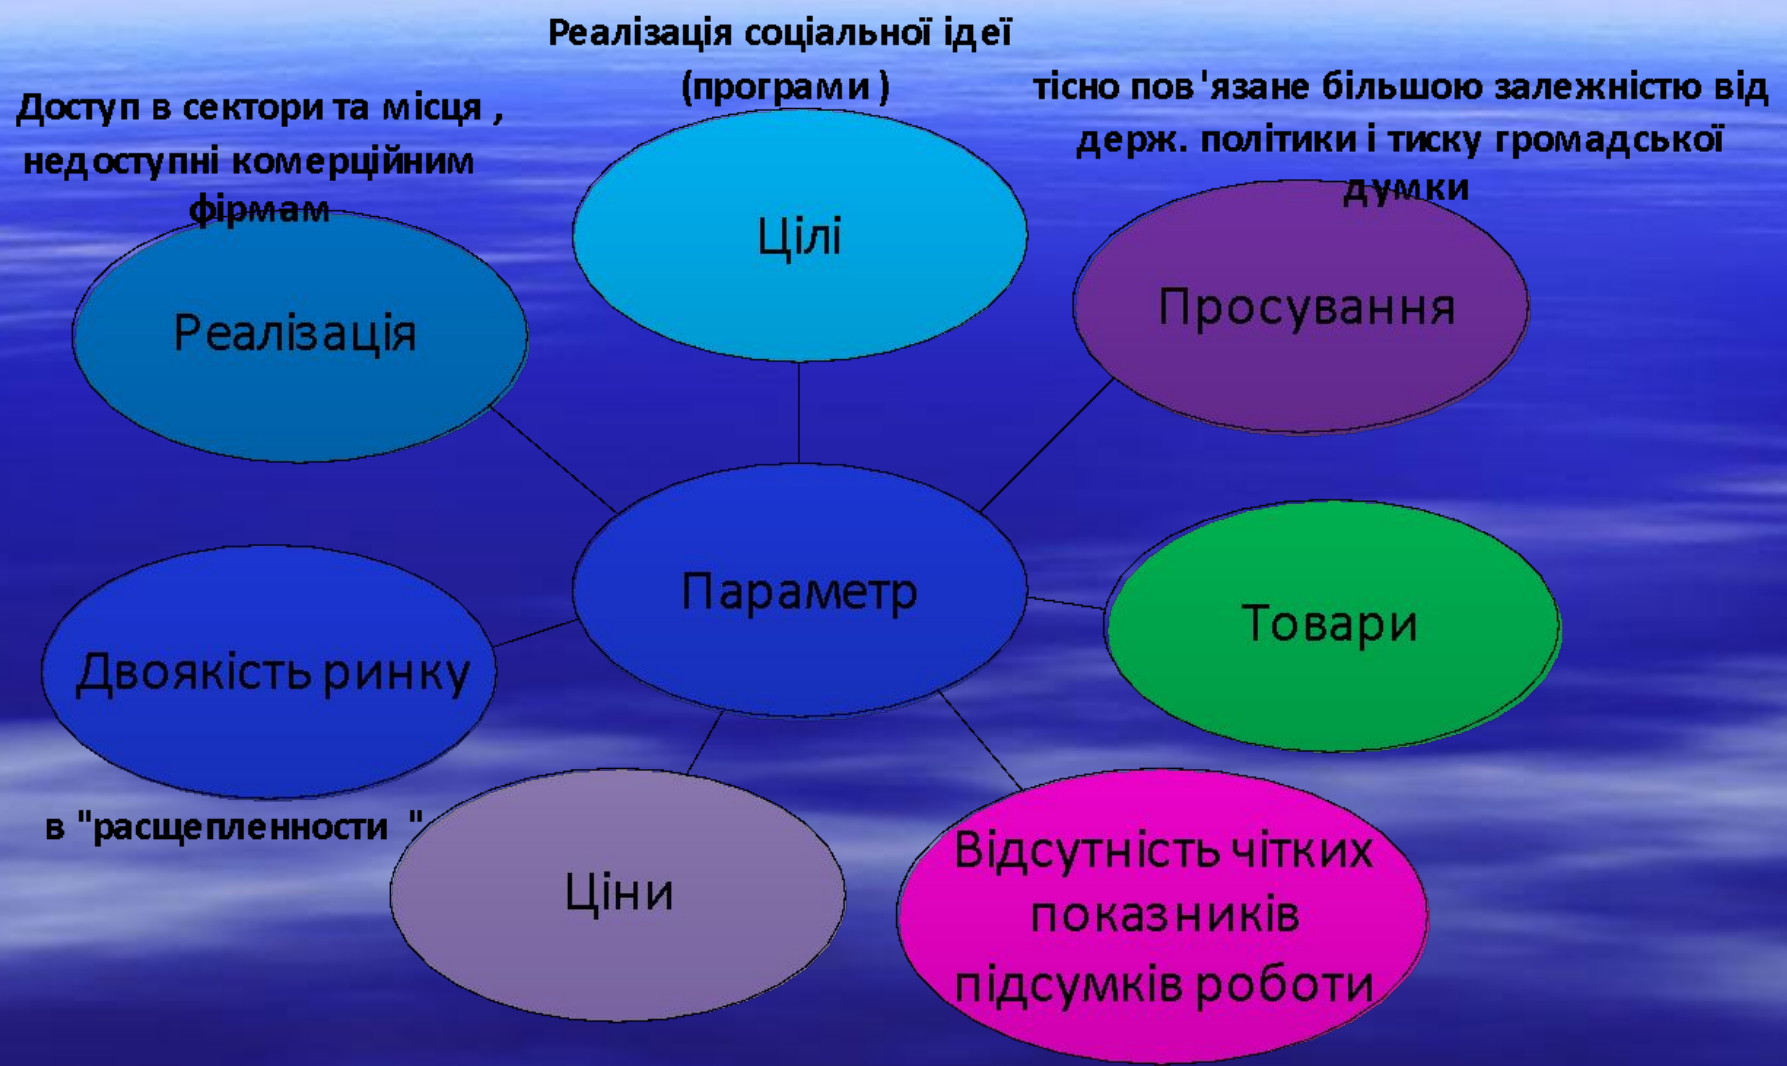 Реалізація соціальної ідеї
(програми )
Доступ в сектори та місця ,
недоступні комерційним
фірмам
тісно пов'язане більшою залежністю від
держ. політики і тиску громадської
думки
Цілі
Реалізація
Просування
Параметр
Товари
Двоякість ринку
в "расщепленности "
Ціни
Відсутність чітких
показників
підсумків роботи